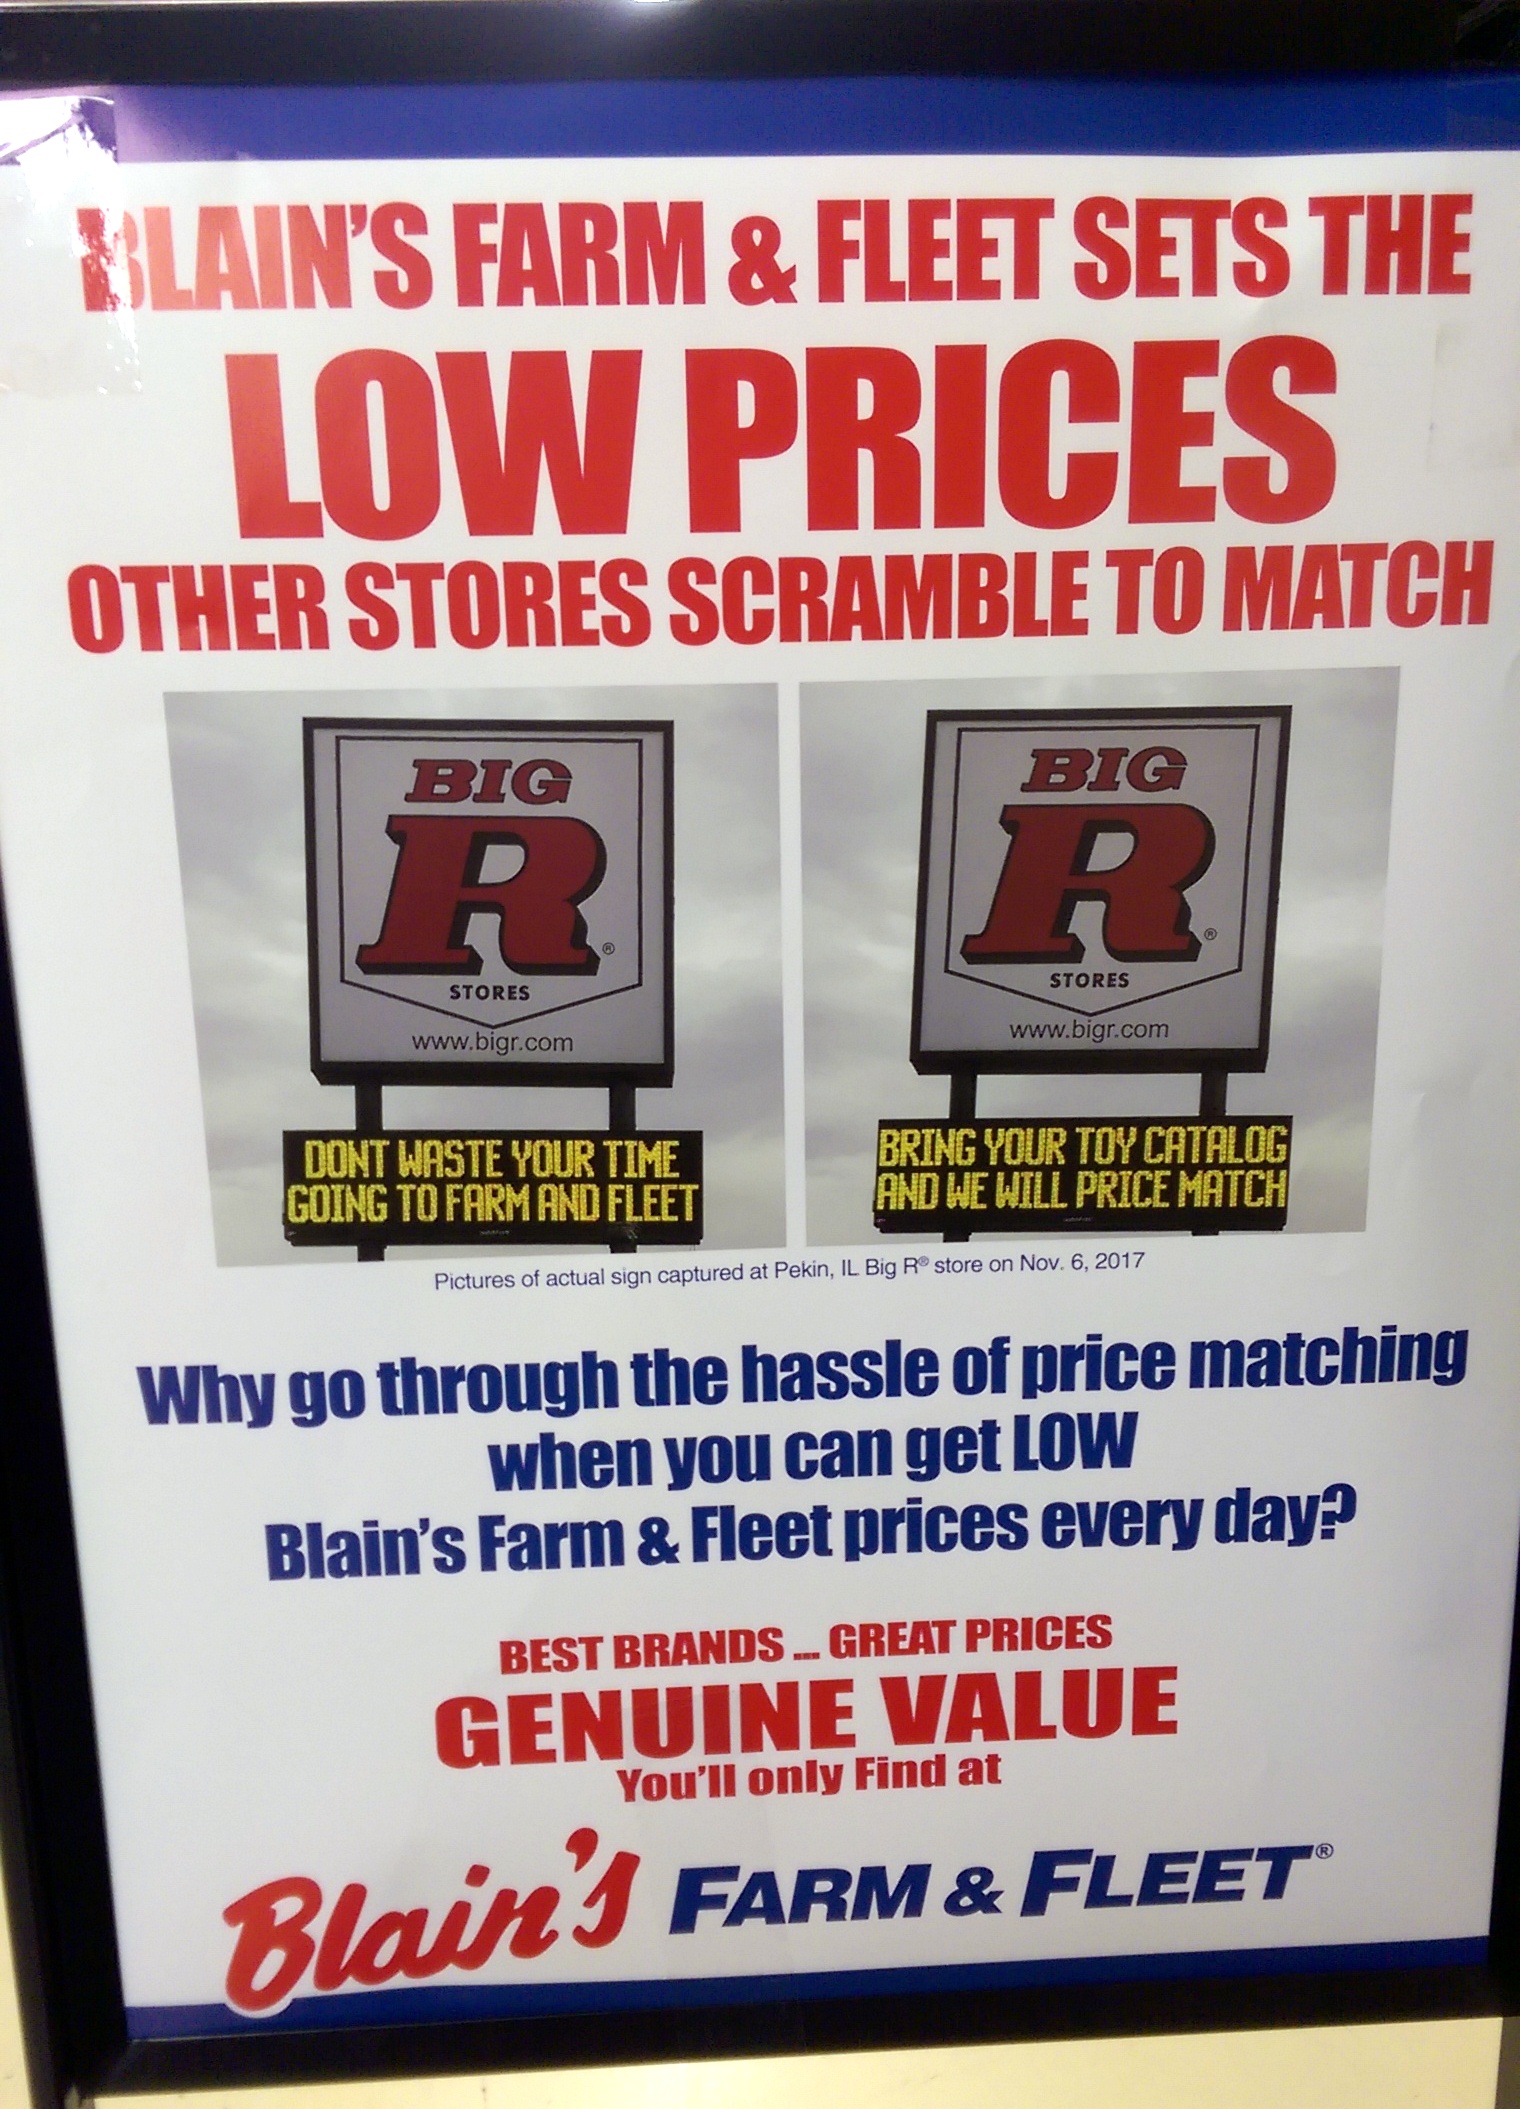 BLAIN'S FARM & FLEET SETS THE
LOW PRICES
OTHER STORES SCRAMBLE TO MATCH
BIG
R®
STORES
www.bigr.com
DONT WASTE YOUR TIME
GOING TO FARM AND FLEET
BIG
R®
STORES
www.bigr.com
BRING YOUR TOY CATALOG
AND WE WILL PRICE MATCH
Pictures of actual sign captured at Pekin, IL Big R® store on Nov. 6, 2017
Why go through the hassle of price matching
when you can get LOW
Blain's Farm & Fleet prices every day?
BEST BRANDS ... GREAT PRICES
GENUINE VALUE
You'll only Find at
Blain's FARM & FLEET®